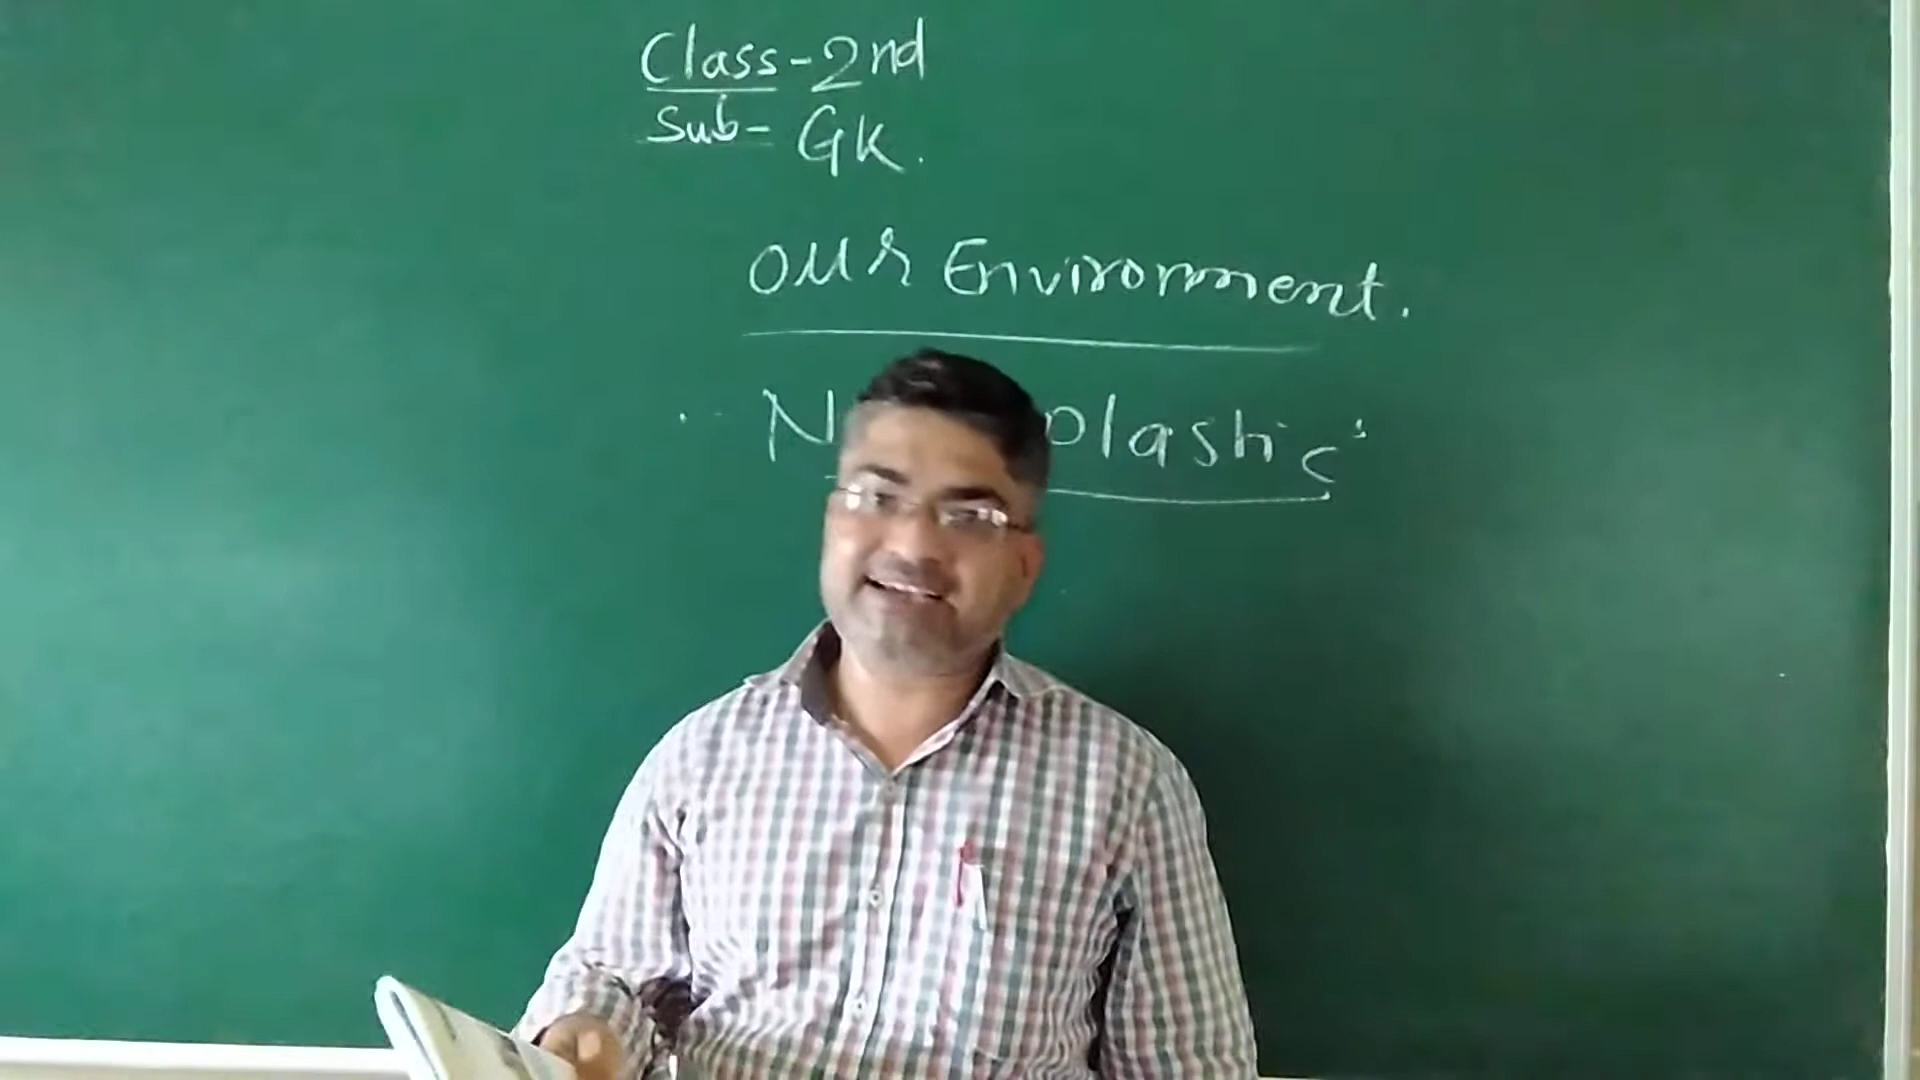 Class-2nd
Sub- GK.
OUR Environment.
N plastic